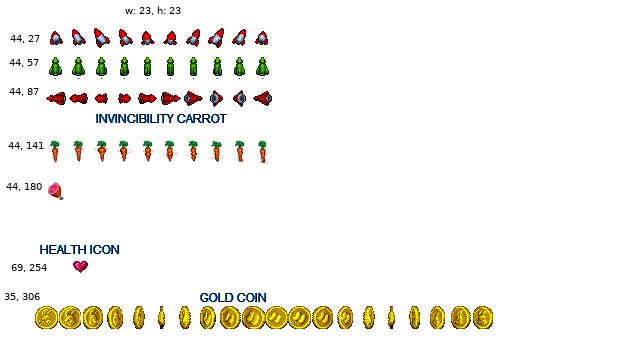 w: 23, h: 23
44, 27
44, 57
44, 87
INVINCIBILITY CARROT
44, 141
44, 180
HEALTH ICON
69, 254
35, 306
GOLD COIN